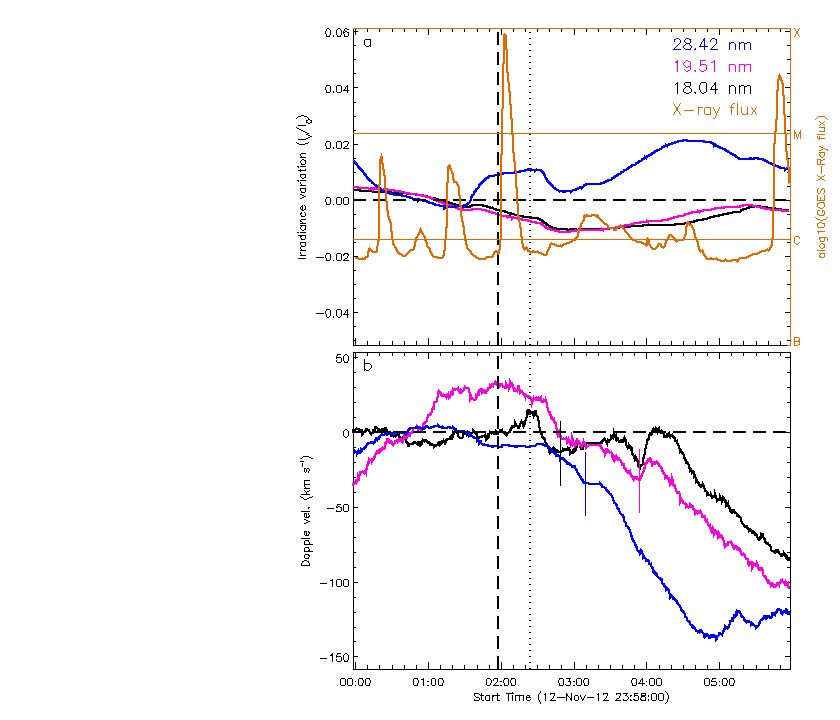 a
28.42 nm
19.51 nm
18.04 nm
X-ray flux
0.06
0.04
0.02
0.00
-0.02
-0.04
Irradiance variation (Iᵥ/I₀)
X
M
C
B
alog10(GOES X-Ray flux)
b
50
0
-50
-100
-150
Dopple vel. (km s⁻¹)
00:00 01:00 02:00 03:00 04:00 05:00
Start Time (12-Nov-12 23:58:00)